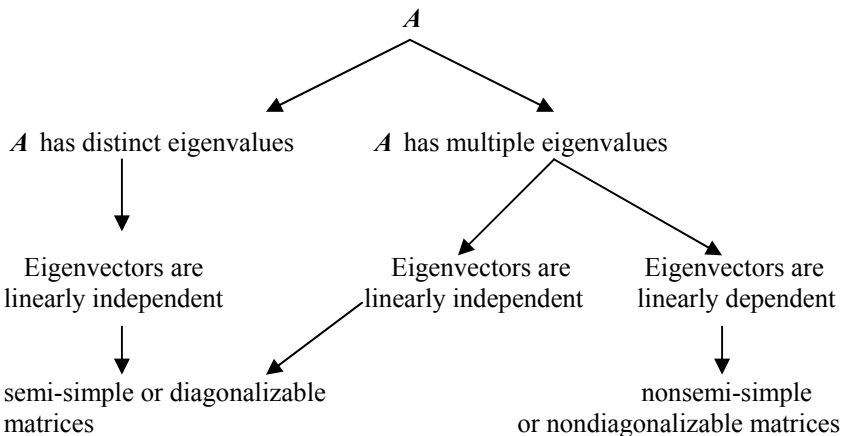 A
A has distinct eigenvalues
A has multiple eigenvalues
Eigenvectors are
linearly independent
Eigenvectors are
linearly independent
Eigenvectors are
linearly dependent
semi-simple or diagonalizable
matrices
nonsemi-simple
or nondiagonalizable matrices